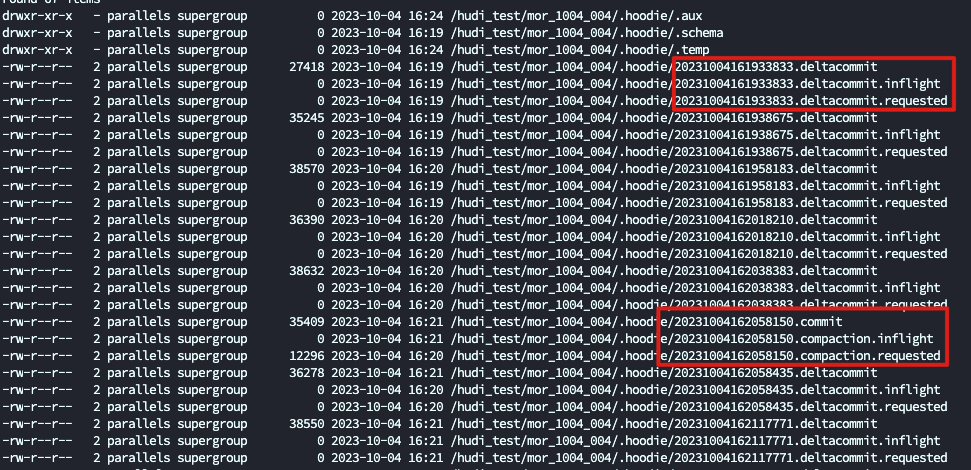 drwxr-xr-x - parallels supergroup 0 2023-10-04 16:24 /hudi_test/mor_1004_004/.hoodie/.aux
drwxr-xr-x - parallels supergroup 0 2023-10-04 16:19 /hudi_test/mor_1004_004/.hoodie/.schema
drwxr-xr-x - parallels supergroup 0 2023-10-04 16:24 /hudi_test/mor_1004_004/.hoodie/.temp
-rw-r--r-- 2 parallels supergroup 27418 2023-10-04 16:19 /hudi_test/mor_1004_004/.hoodie/20231004161933833.deltacommit
-rw-r--r-- 2 parallels supergroup 0 2023-10-04 16:19 /hudi_test/mor_1004_004/.hoodie/20231004161933833.deltacommit.inflight
-rw-r--r-- 2 parallels supergroup 0 2023-10-04 16:19 /hudi_test/mor_1004_004/.hoodie/20231004161933833.deltacommit.requested
-rw-r--r-- 2 parallels supergroup 35245 2023-10-04 16:19 /hudi_test/mor_1004_004/.hoodie/20231004161938675.deltacommit
-rw-r--r-- 2 parallels supergroup 0 2023-10-04 16:19 /hudi_test/mor_1004_004/.hoodie/20231004161938675.deltacommit.inflight
-rw-r--r-- 2 parallels supergroup 0 2023-10-04 16:19 /hudi_test/mor_1004_004/.hoodie/20231004161938675.deltacommit.requested
-rw-r--r-- 2 parallels supergroup 38570 2023-10-04 16:20 /hudi_test/mor_1004_004/.hoodie/20231004161958183.deltacommit
-rw-r--r-- 2 parallels supergroup 0 2023-10-04 16:19 /hudi_test/mor_1004_004/.hoodie/20231004161958183.deltacommit.inflight
-rw-r--r-- 2 parallels supergroup 0 2023-10-04 16:19 /hudi_test/mor_1004_004/.hoodie/20231004161958183.deltacommit.requested
-rw-r--r-- 2 parallels supergroup 36390 2023-10-04 16:20 /hudi_test/mor_1004_004/.hoodie/20231004162018210.deltacommit
-rw-r--r-- 2 parallels supergroup 0 2023-10-04 16:20 /hudi_test/mor_1004_004/.hoodie/20231004162018210.deltacommit.inflight
-rw-r--r-- 2 parallels supergroup 0 2023-10-04 16:20 /hudi_test/mor_1004_004/.hoodie/20231004162018210.deltacommit.requested
-rw-r--r-- 2 parallels supergroup 38632 2023-10-04 16:20 /hudi_test/mor_1004_004/.hoodie/20231004162038383.deltacommit
-rw-r--r-- 2 parallels supergroup 0 2023-10-04 16:20 /hudi_test/mor_1004_004/.hoodie/20231004162038383.deltacommit.inflight
-rw-r--r-- 2 parallels supergroup 0 2023-10-04 16:20 /hudi_test/mor_1004_004/.hoodie/20231004162038383.deltacommit.requested
-rw-r--r-- 2 parallels supergroup 35409 2023-10-04 16:21 /hudi_test/mor_1004_004/.hoodie/20231004162058150.commit
-rw-r--r-- 2 parallels supergroup 0 2023-10-04 16:21 /hudi_test/mor_1004_004/.hoodie/20231004162058150.compaction.inflight
-rw-r--r-- 2 parallels supergroup 12296 2023-10-04 16:20 /hudi_test/mor_1004_004/.hoodie/20231004162058150.compaction.requested
-rw-r--r-- 2 parallels supergroup 36278 2023-10-04 16:21 /hudi_test/mor_1004_004/.hoodie/20231004162058435.deltacommit
-rw-r--r-- 2 parallels supergroup 0 2023-10-04 16:20 /hudi_test/mor_1004_004/.hoodie/20231004162058435.deltacommit.inflight
-rw-r--r-- 2 parallels supergroup 0 2023-10-04 16:20 /hudi_test/mor_1004_004/.hoodie/20231004162058435.deltacommit.requested
-rw-r--r-- 2 parallels supergroup 38550 2023-10-04 16:21 /hudi_test/mor_1004_004/.hoodie/20231004162117771.deltacommit
-rw-r--r-- 2 parallels supergroup 0 2023-10-04 16:21 /hudi_test/mor_1004_004/.hoodie/20231004162117771.deltacommit.inflight
-rw-r--r-- 2 parallels supergroup 0 2023-10-04 16:21 /hudi_test/mor_1004_004/.hoodie/20231004162117771.deltacommit.requested